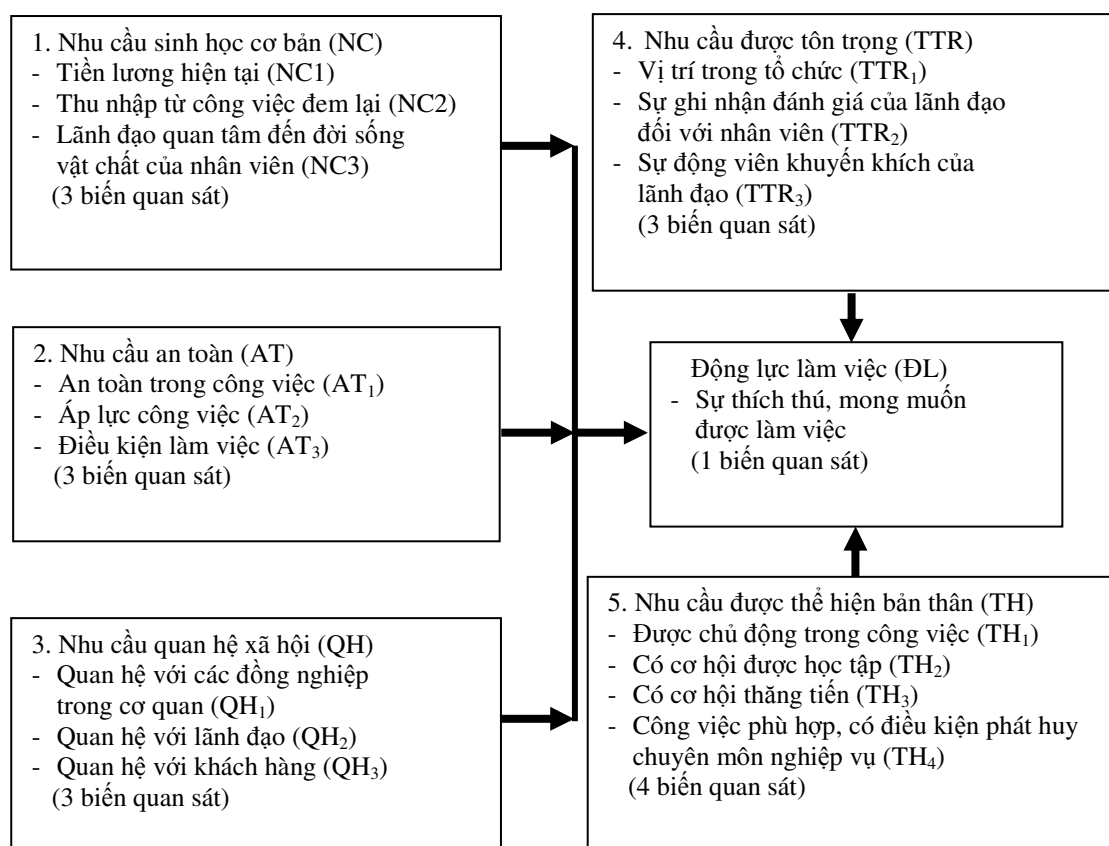 1. Nhu cầu sinh học cơ bản (NC)
- Tiền lương hiện tại (NC1)
- Thu nhập từ công việc đem lại (NC2)
- Lãnh đạo quan tâm đến đời sống
vật chất của nhân viên (NC3)
(3 biến quan sát)
2. Nhu cầu an toàn (AT)
- An toàn trong công việc (AT₁)
- Áp lực công việc (AT₂)
- Điều kiện làm việc (AT₃)
(3 biến quan sát)
3. Nhu cầu quan hệ xã hội (QH)
- Quan hệ với các đồng nghiệp
trong cơ quan (QH₁)
- Quan hệ với lãnh đạo (QH₂)
- Quan hệ với khách hàng (QH₃)
(3 biến quan sát)
4. Nhu cầu được tôn trọng (TTR)
- Vị trí trong tổ chức (TTR₁)
- Sự ghi nhận đánh giá của lãnh đạo
đối với nhân viên (TTR₂)
- Sự động viên khuyến khích của
lãnh đạo (TTR₃)
(3 biến quan sát)
Động lực làm việc (ĐL)
- Sự thích thú, mong muốn
được làm việc
(1 biến quan sát)
5. Nhu cầu được thể hiện bản thân (TH)
- Được chủ động trong công việc (TH₁)
- Có cơ hội được học tập (TH₂)
- Có cơ hội thăng tiến (TH₃)
- Công việc phù hợp, có điều kiện phát huy
chuyên môn nghiệp vụ (TH₄)
(4 biến quan sát)